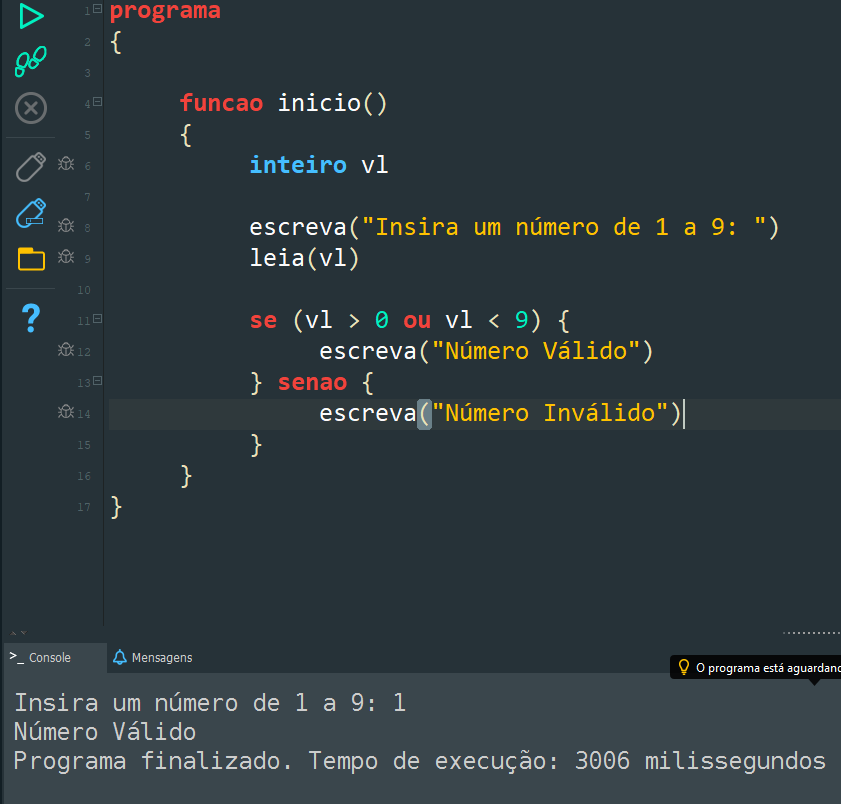 1 programa
2 {
3
4 funcao inicio()
5 {
6 inteiro vl
7
8 escreva("Insira um número de 1 a 9: ")
9 leia(vl)
10
11 se (vl > 0 ou vl < 9) {
12 escreva("Número Válido")
13 } senao {
14 escreva("Número Inválido")
15 }
16 }
17 }
>_ Console
Mensagens
O programa está aguardan
Insira um número de 1 a 9: 1
Número Válido
Programa finalizado. Tempo de execução: 3006 milissegundos